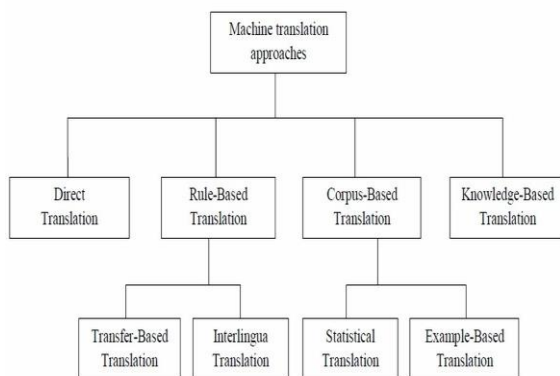 Machine translation
approaches
Direct
Translation
Rule-Based
Translation
Corpus-Based
Translation
Knowledge-Based
Translation
Transfer-Based
Translation
Interlingua
Translation
Statistical
Translation
Example-Based
Translation